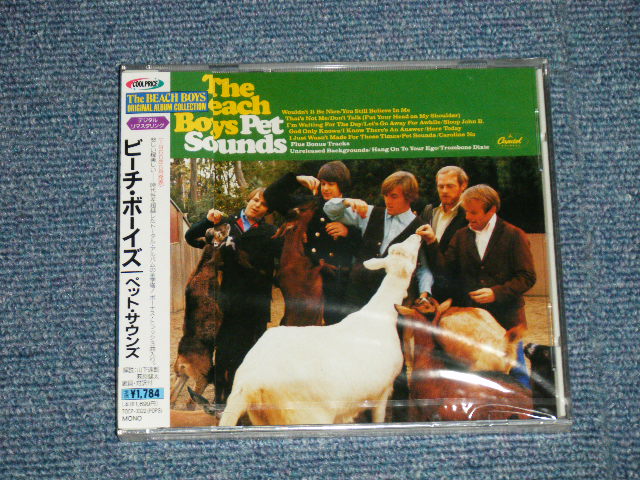 COOL PRICE
The BEACH BOYS
ORIGINAL ALBUM COLLECTION
デジタル
リマスタリング
ビーチ・ボーイズ
ペット・サウンズ
¥1,784
MONO
The
Beach
Boys Pet
Sounds
Wouldn't It Be Nice/You Still Believe In Me
That's Not Me/Don't Talk (Put Your Head on My Shoulder)
I'm Waiting For The Day/Let's Go Away For Awhile/Sloop John B.
God Only Knows/I Know There's An Answer/Here Today
I Just Wasn't Made For These Times/Pet Sounds/Caroline No
Plus Bonus Tracks
Unreleased Backgrounds/Hang On To Your Ego/Trombone Dixie
Capitol